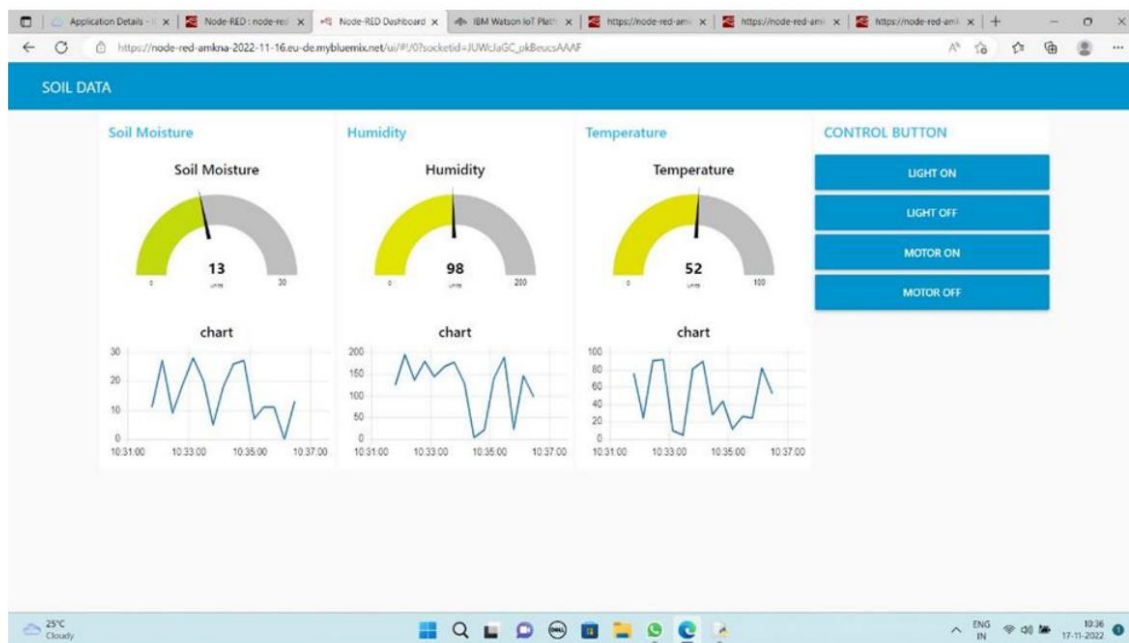 Application Details - I
Node-RED : node-red
Node-RED Dashboard
IBM Watson IoT Platf
https://node-red-am
https://node-red-am
https://node-red-am
https://node-red-amkna-2022-11-16.eu-de.mybluemix.net/ui/#!/0?socketid=JUWcJaGC_pkBeucsAAAF
SOIL DATA
Soil Moisture
Humidity
Temperature
CONTROL BUTTON
Soil Moisture
Humidity
Temperature
LIGHT ON
LIGHT OFF
MOTOR ON
MOTOR OFF
13
0 units 30
98
0 units 200
52
0 100
chart
30
20
10
0
10:31:00 10:33:00 10:35:00 10:37:00
chart
200
150
100
50
0
10:31:00 10:33:00 10:35:00 10:37:00
chart
100
80
60
40
20
0
10:31:00 10:33:00 10:35:00 10:37:00
25°C
Cloudy
DELL
ENG
IN
10:36
17-11-2022